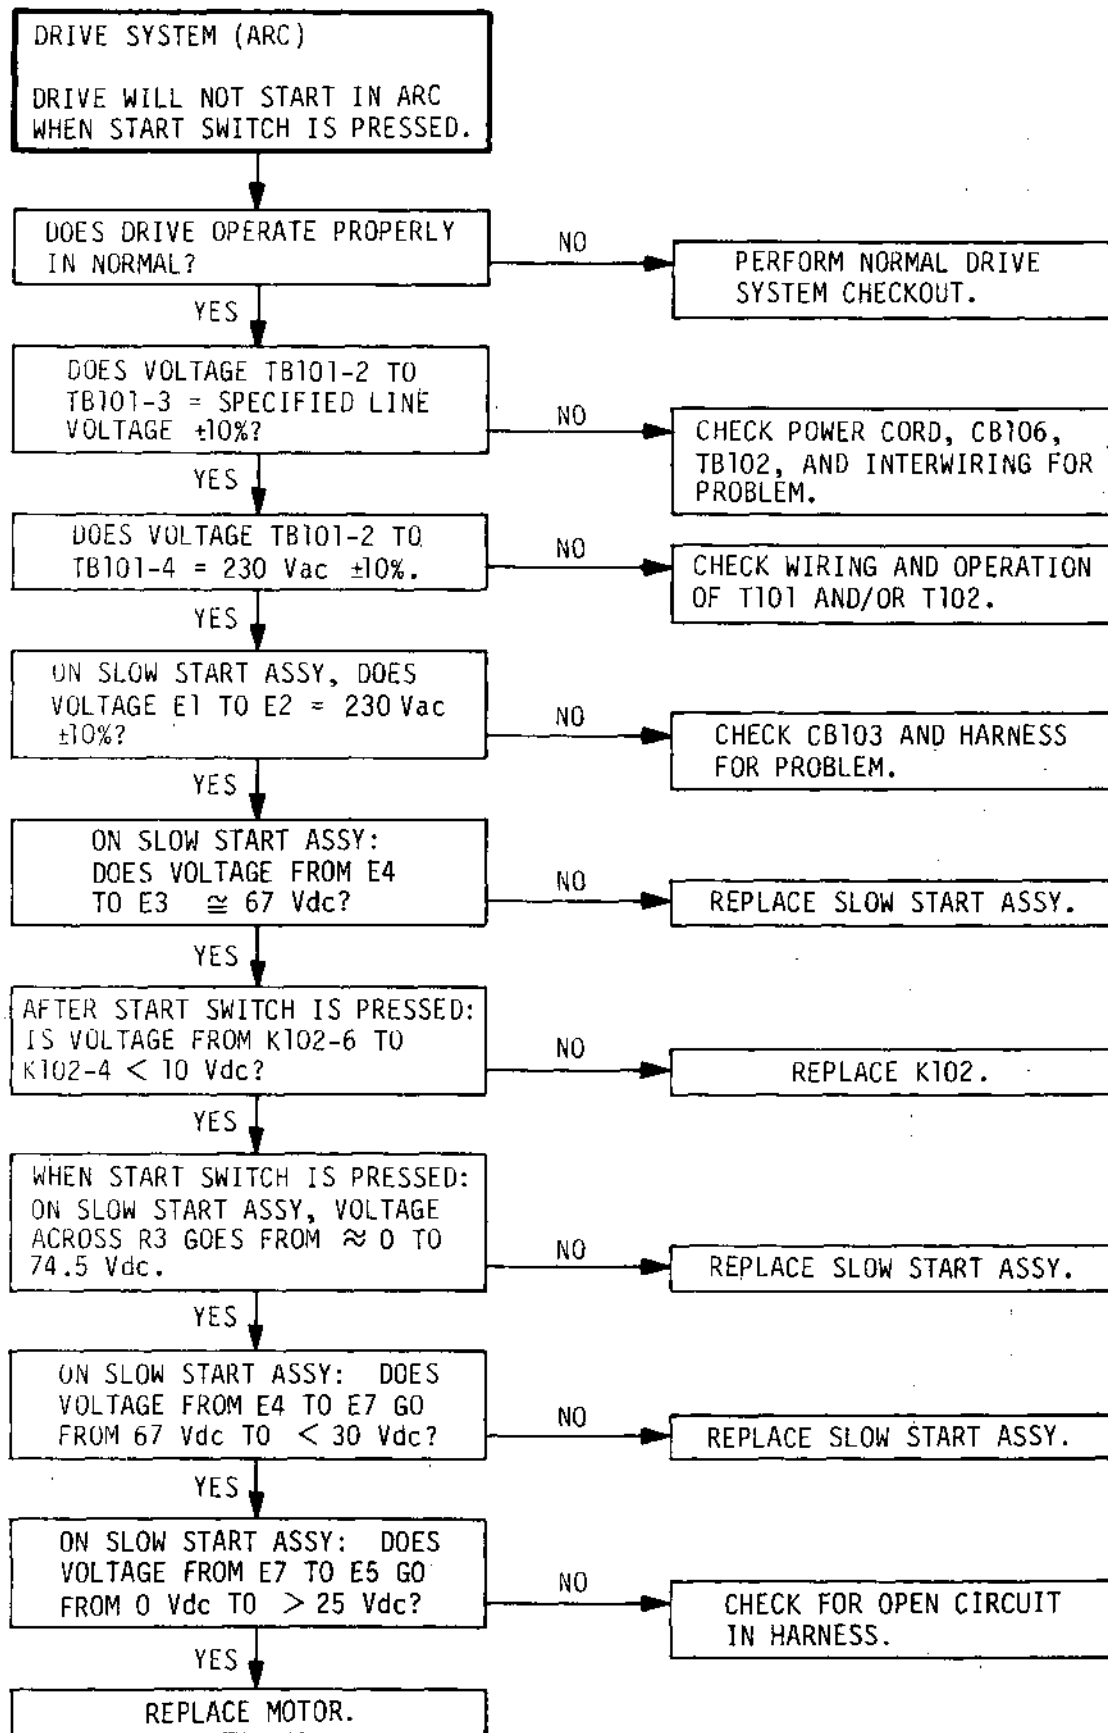 DRIVE SYSTEM (ARC)
DRIVE WILL NOT START IN ARC
WHEN START SWITCH IS PRESSED.
DOES DRIVE OPERATE PROPERLY
IN NORMAL?
NO
PERFORM NORMAL DRIVE
SYSTEM CHECKOUT.
YES
DOES VOLTAGE TB101-2 TO
TB101-3 = SPECIFIED LINE
VOLTAGE ±10%?
NO
CHECK POWER CORD, CB106,
TB102, AND INTERWIRING FOR
PROBLEM.
YES
DOES VOLTAGE TB101-2 TO
TB101-4 = 230 Vac ±10%.
NO
CHECK WIRING AND OPERATION
OF T101 AND/OR T102.
YES
ON SLOW START ASSY, DOES
VOLTAGE E1 TO E2 = 230 Vac
±10%?
NO
CHECK CB103 AND HARNESS
FOR PROBLEM.
YES
ON SLOW START ASSY:
DOES VOLTAGE FROM E4
TO E3 ≅ 67 Vdc?
NO
REPLACE SLOW START ASSY.
YES
AFTER START SWITCH IS PRESSED:
IS VOLTAGE FROM K102-6 TO
K102-4 < 10 Vdc?
NO
REPLACE K102.
YES
WHEN START SWITCH IS PRESSED:
ON SLOW START ASSY, VOLTAGE
ACROSS R3 GOES FROM ≈ 0 TO
74.5 Vdc.
NO
REPLACE SLOW START ASSY.
YES
ON SLOW START ASSY: DOES
VOLTAGE FROM E4 TO E7 GO
FROM 67 Vdc TO < 30 Vdc?
NO
REPLACE SLOW START ASSY.
YES
ON SLOW START ASSY: DOES
VOLTAGE FROM E7 TO E5 GO
FROM 0 Vdc TO > 25 Vdc?
NO
CHECK FOR OPEN CIRCUIT
IN HARNESS.
YES
REPLACE MOTOR.